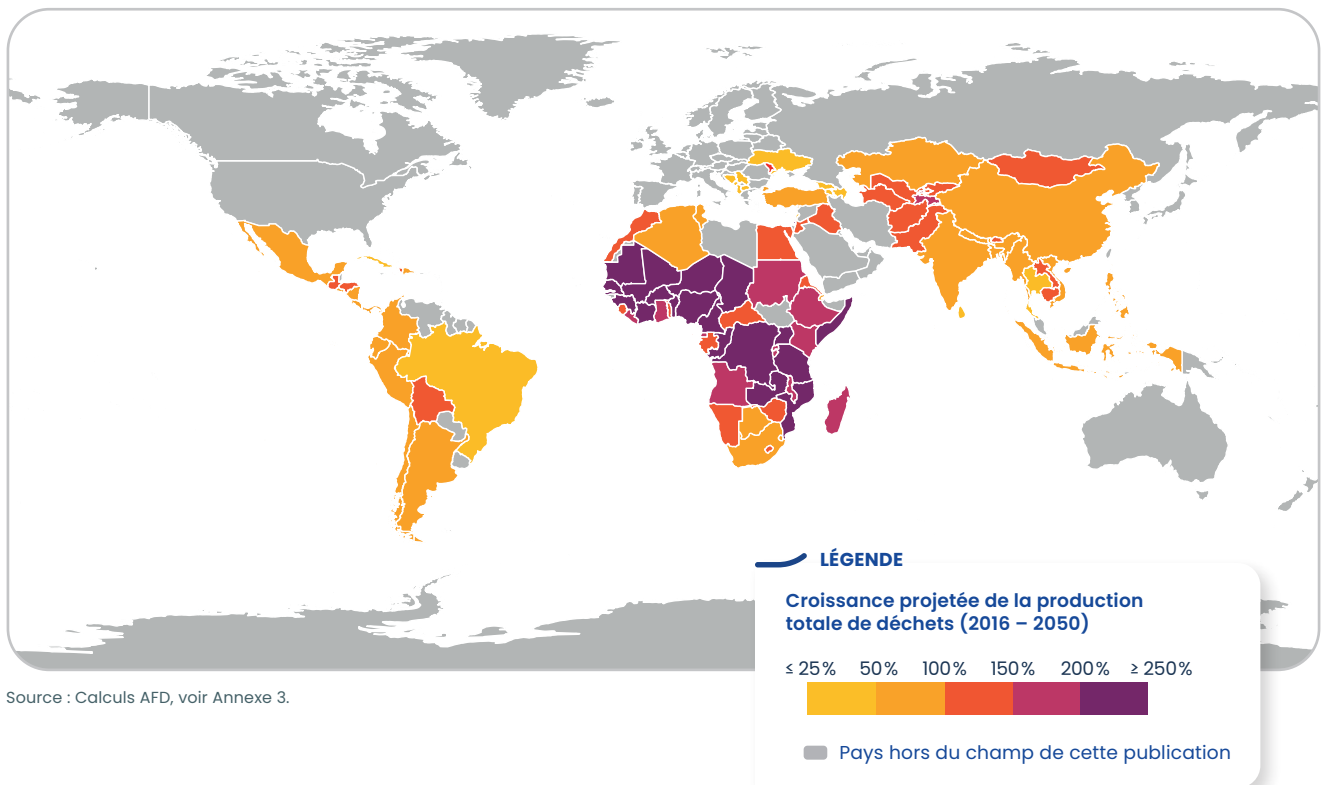 LÉGENDE
Croissance projetée de la production
totale de déchets (2016 – 2050)
≤ 25% 50% 100% 150% 200% ≥ 250%
Pays hors du champ de cette publication
Source : Calculs AFD, voir Annexe 3.